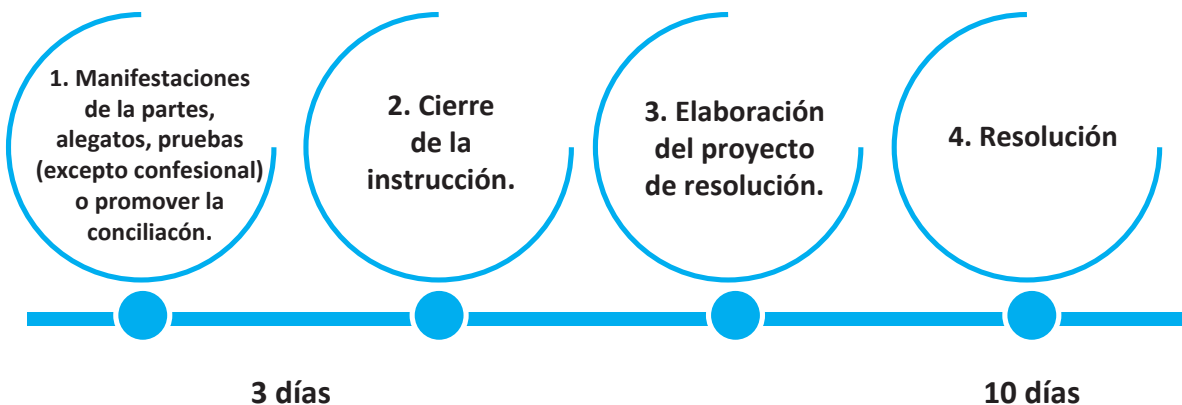 1. Manifestaciones
de la partes,
alegatos, pruebas
(excepto confesional)
o promover la
conciliacón.
2. Cierre
de la
instrucción.
3. Elaboración
del proyecto
de resolución.
4. Resolución
3 días
10 días